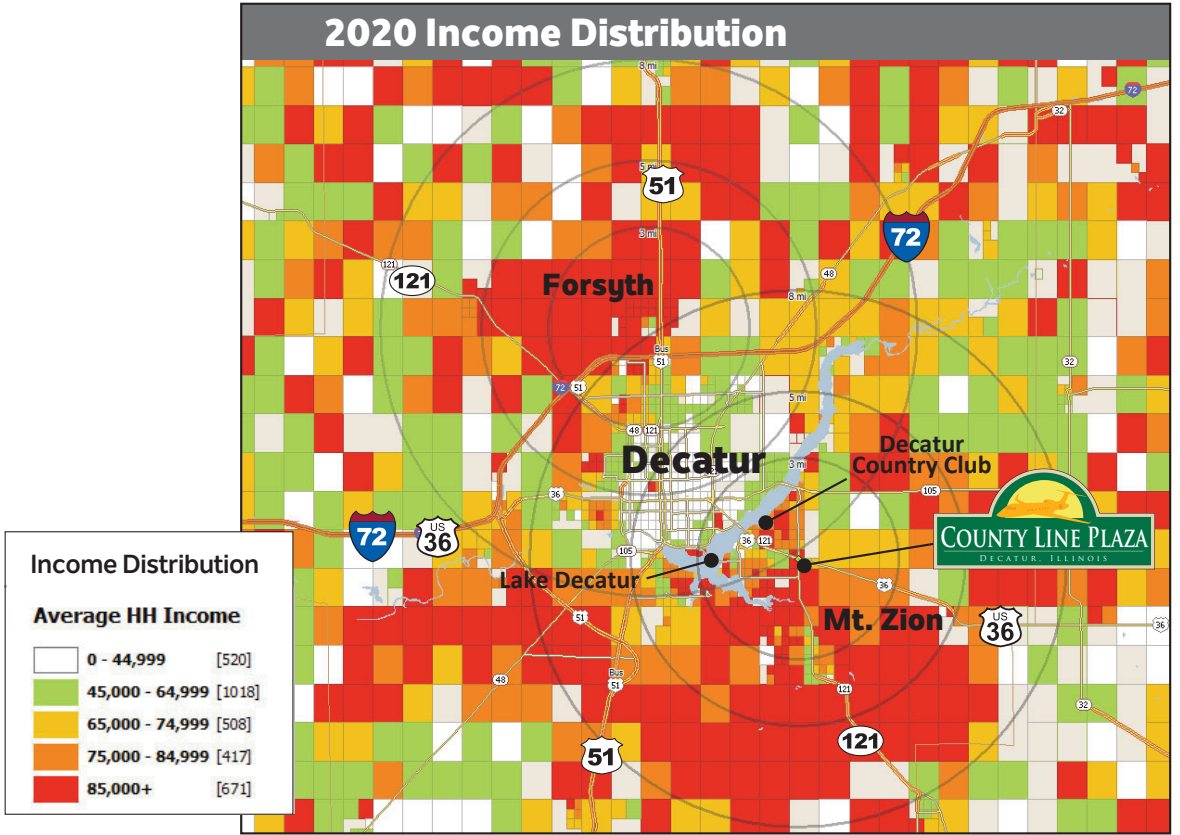 2020 Income Distribution
8 mi
72
32
5 mi
51
3 mi
72
121
121
48
Forsyth
8 mi
Bus
51
32
72
51
5 mi
48
121
Decatur
Decatur
Country Club
3 mi
36
105
COUNTY LINE PLAZA
DECATUR, ILLINOIS
72
US
36
105
36
121
Lake Decatur
36
51
Mt. Zion
US
36
36
Bus
51
48
121
32
51
121
Income Distribution
Average HH Income
0 - 44,999 [520]
45,000 - 64,999 [1018]
65,000 - 74,999 [508]
75,000 - 84,999 [417]
85,000+ [671]